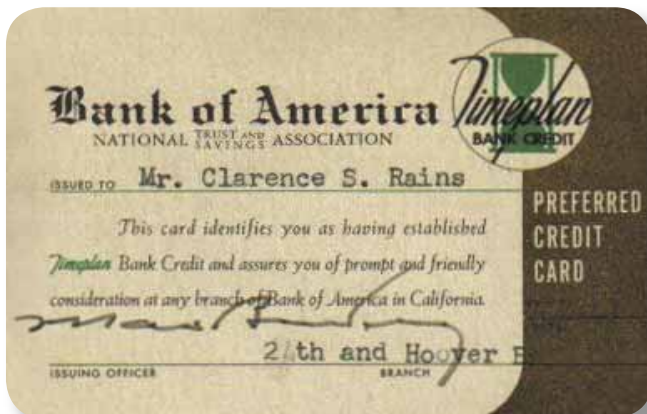 Bank of America
NATIONAL TRUST AND SAVINGS ASSOCIATION
Timeplan
BANK CREDIT
ISSUED TO Mr. Clarence S. Rains
PREFERRED
CREDIT
CARD
This card identifies you as having established
Timeplan Bank Credit and assures you of prompt and friendly
consideration at any branch of Bank of America in California.
24th and Hoover
ISSUING OFFICER BRANCH